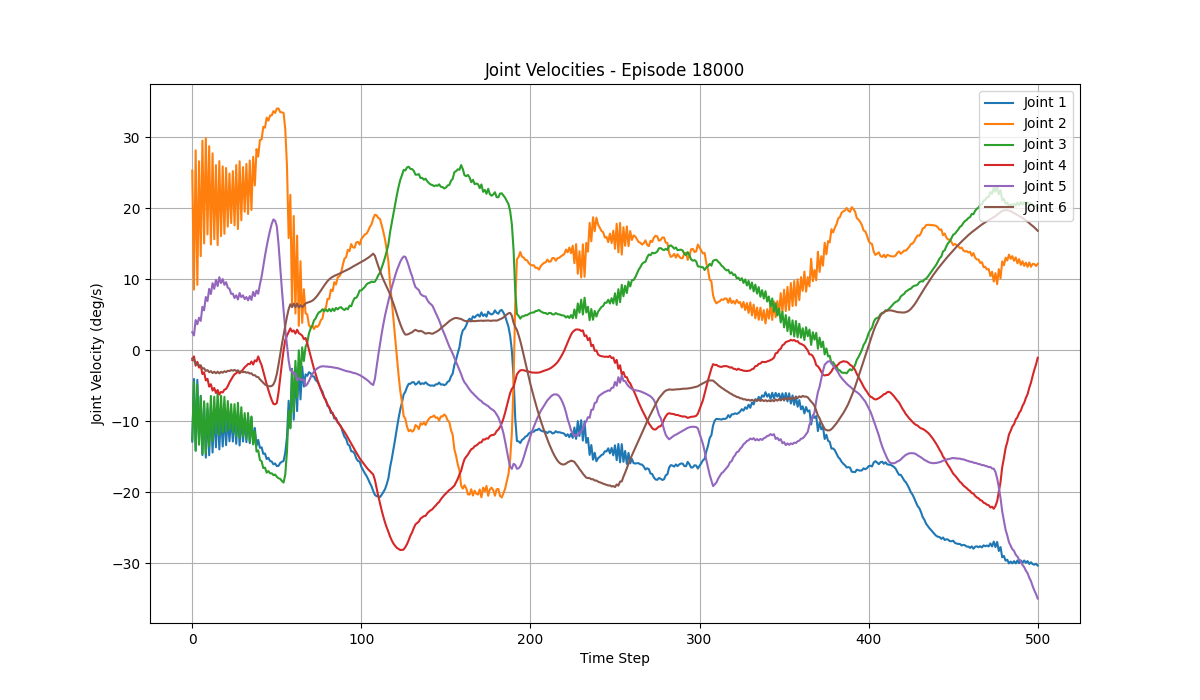 Joint Velocities - Episode 18000
Joint Velocity (deg/s)
30
20
10
0
−10
−20
−30
Joint 1
Joint 2
Joint 3
Joint 4
Joint 5
Joint 6
0
100
200
300
400
500
Time Step